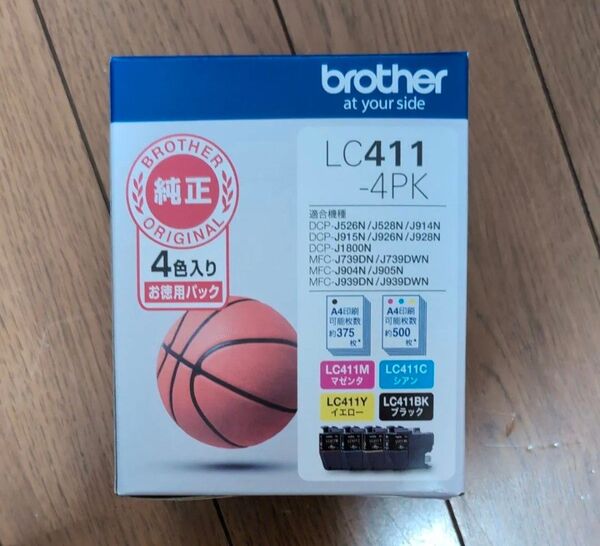 brother
at your side
BROTHER
純正
ORIGINAL
4色入り
お徳用パック
LC411
-4PK
適合機種
DCP-J526N/J528N/J914N
DCP-J915N/J926N/J928N
DCP-J1800N
MFC-J739DN/J739DWN
MFC-J904N/J905N
MFC-J939DN/J939DWN
A4印刷
可能枚数
約375
枚*
A4印刷
可能枚数
約500
枚*
LC411M
マゼンタ
LC411C
シアン
LC411Y
イエロー
LC411BK
ブラック